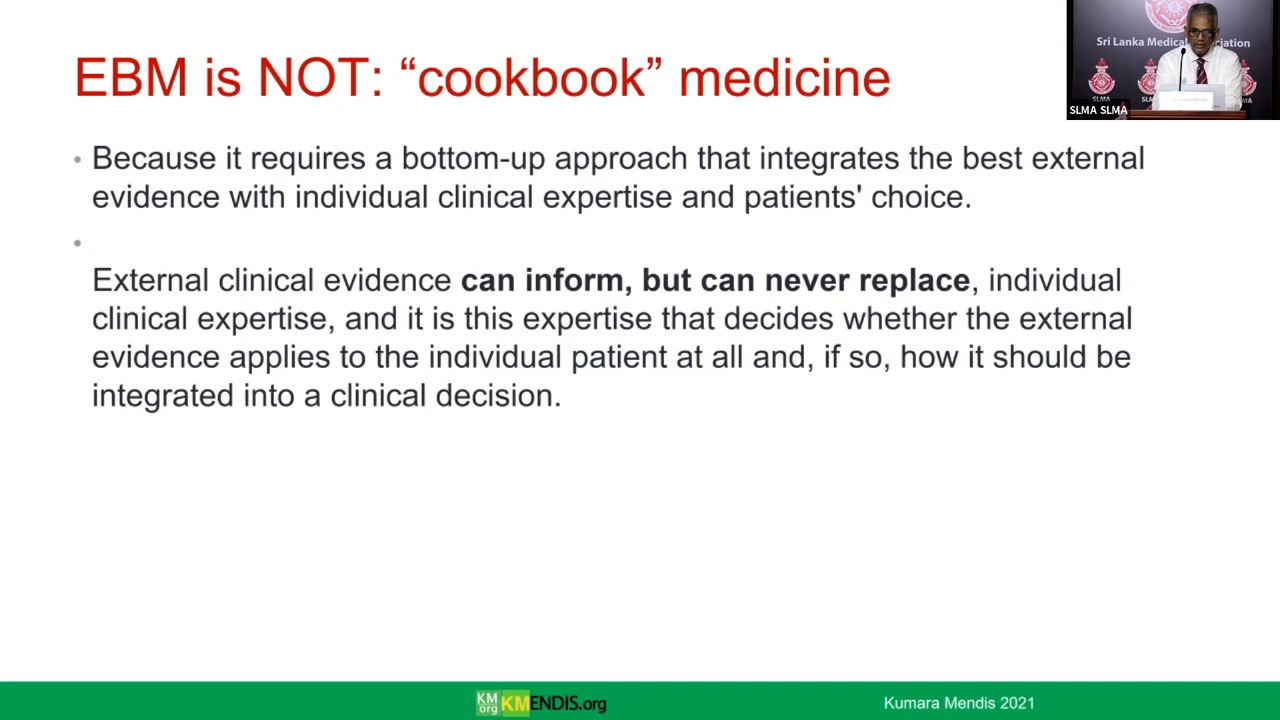 EBM is NOT: “cookbook” medicine
Sri Lanka Medical Association
SLMA SLMA
• Because it requires a bottom-up approach that integrates the best external
evidence with individual clinical expertise and patients' choice.
•
External clinical evidence can inform, but can never replace, individual
clinical expertise, and it is this expertise that decides whether the external
evidence applies to the individual patient at all and, if so, how it should be
integrated into a clinical decision.
KM
org
KMENDIS.org
Kumara Mendis 2021